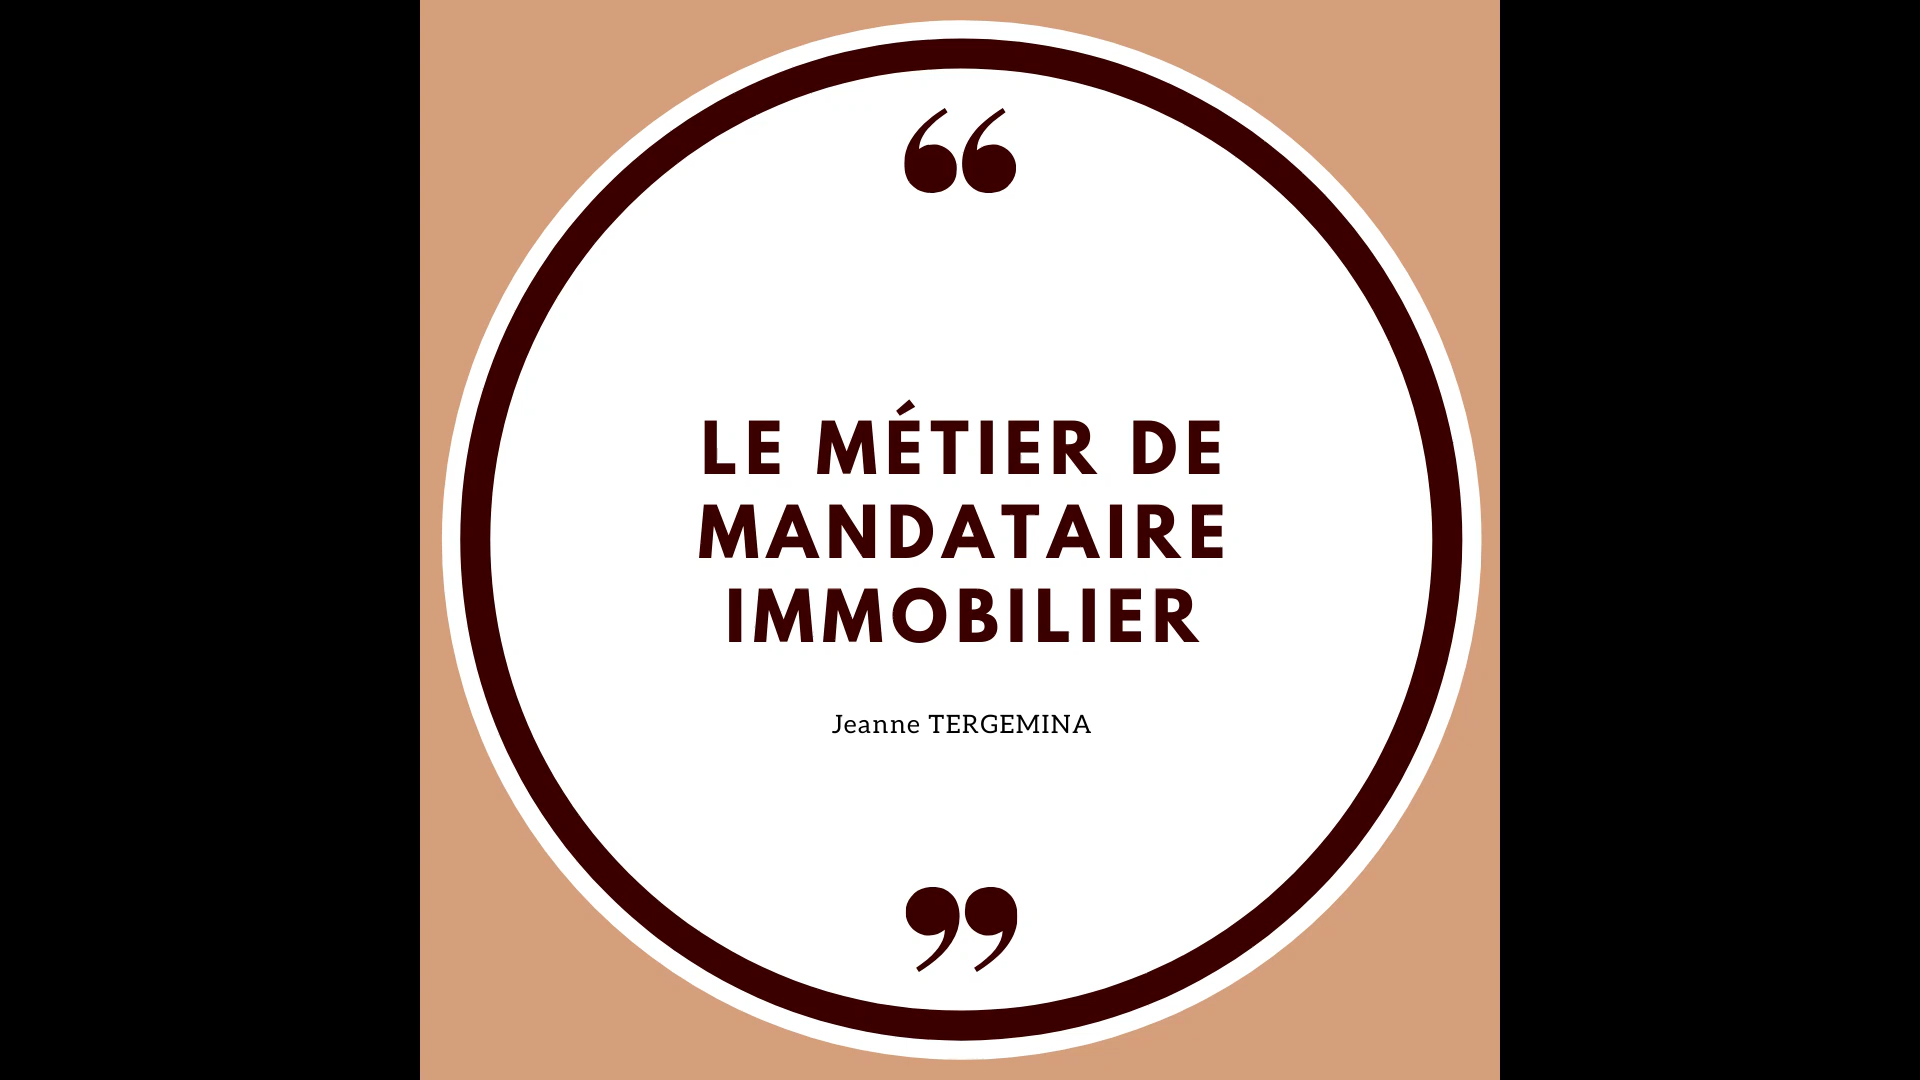 “
LE MÉTIER DE
MANDATAIRE
IMMOBILIER
Jeanne TERGEMINA
”